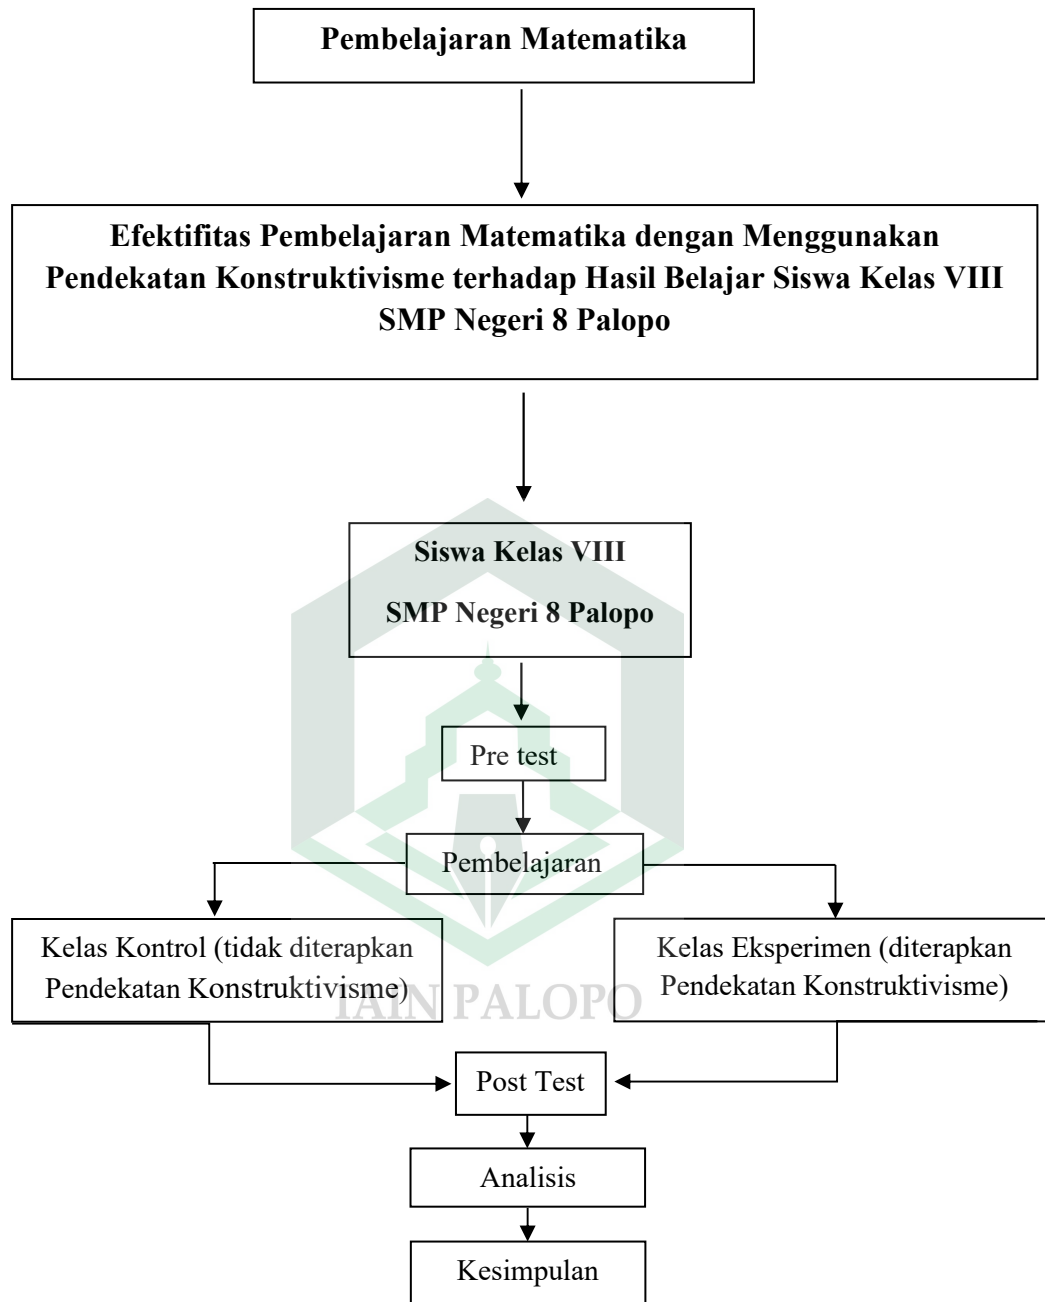 Pembelajaran Matematika
Efektifitas Pembelajaran Matematika dengan Menggunakan
Pendekatan Konstruktivisme terhadap Hasil Belajar Siswa Kelas VIII
SMP Negeri 8 Palopo
Siswa Kelas VIII
SMP Negeri 8 Palopo
Pre test
Pembelajaran
Kelas Kontrol (tidak diterapkan
Pendekatan Konstruktivisme)
Kelas Eksperimen (diterapkan
Pendekatan Konstruktivisme)
IAIN PALOPO
Post Test
Analisis
Kesimpulan